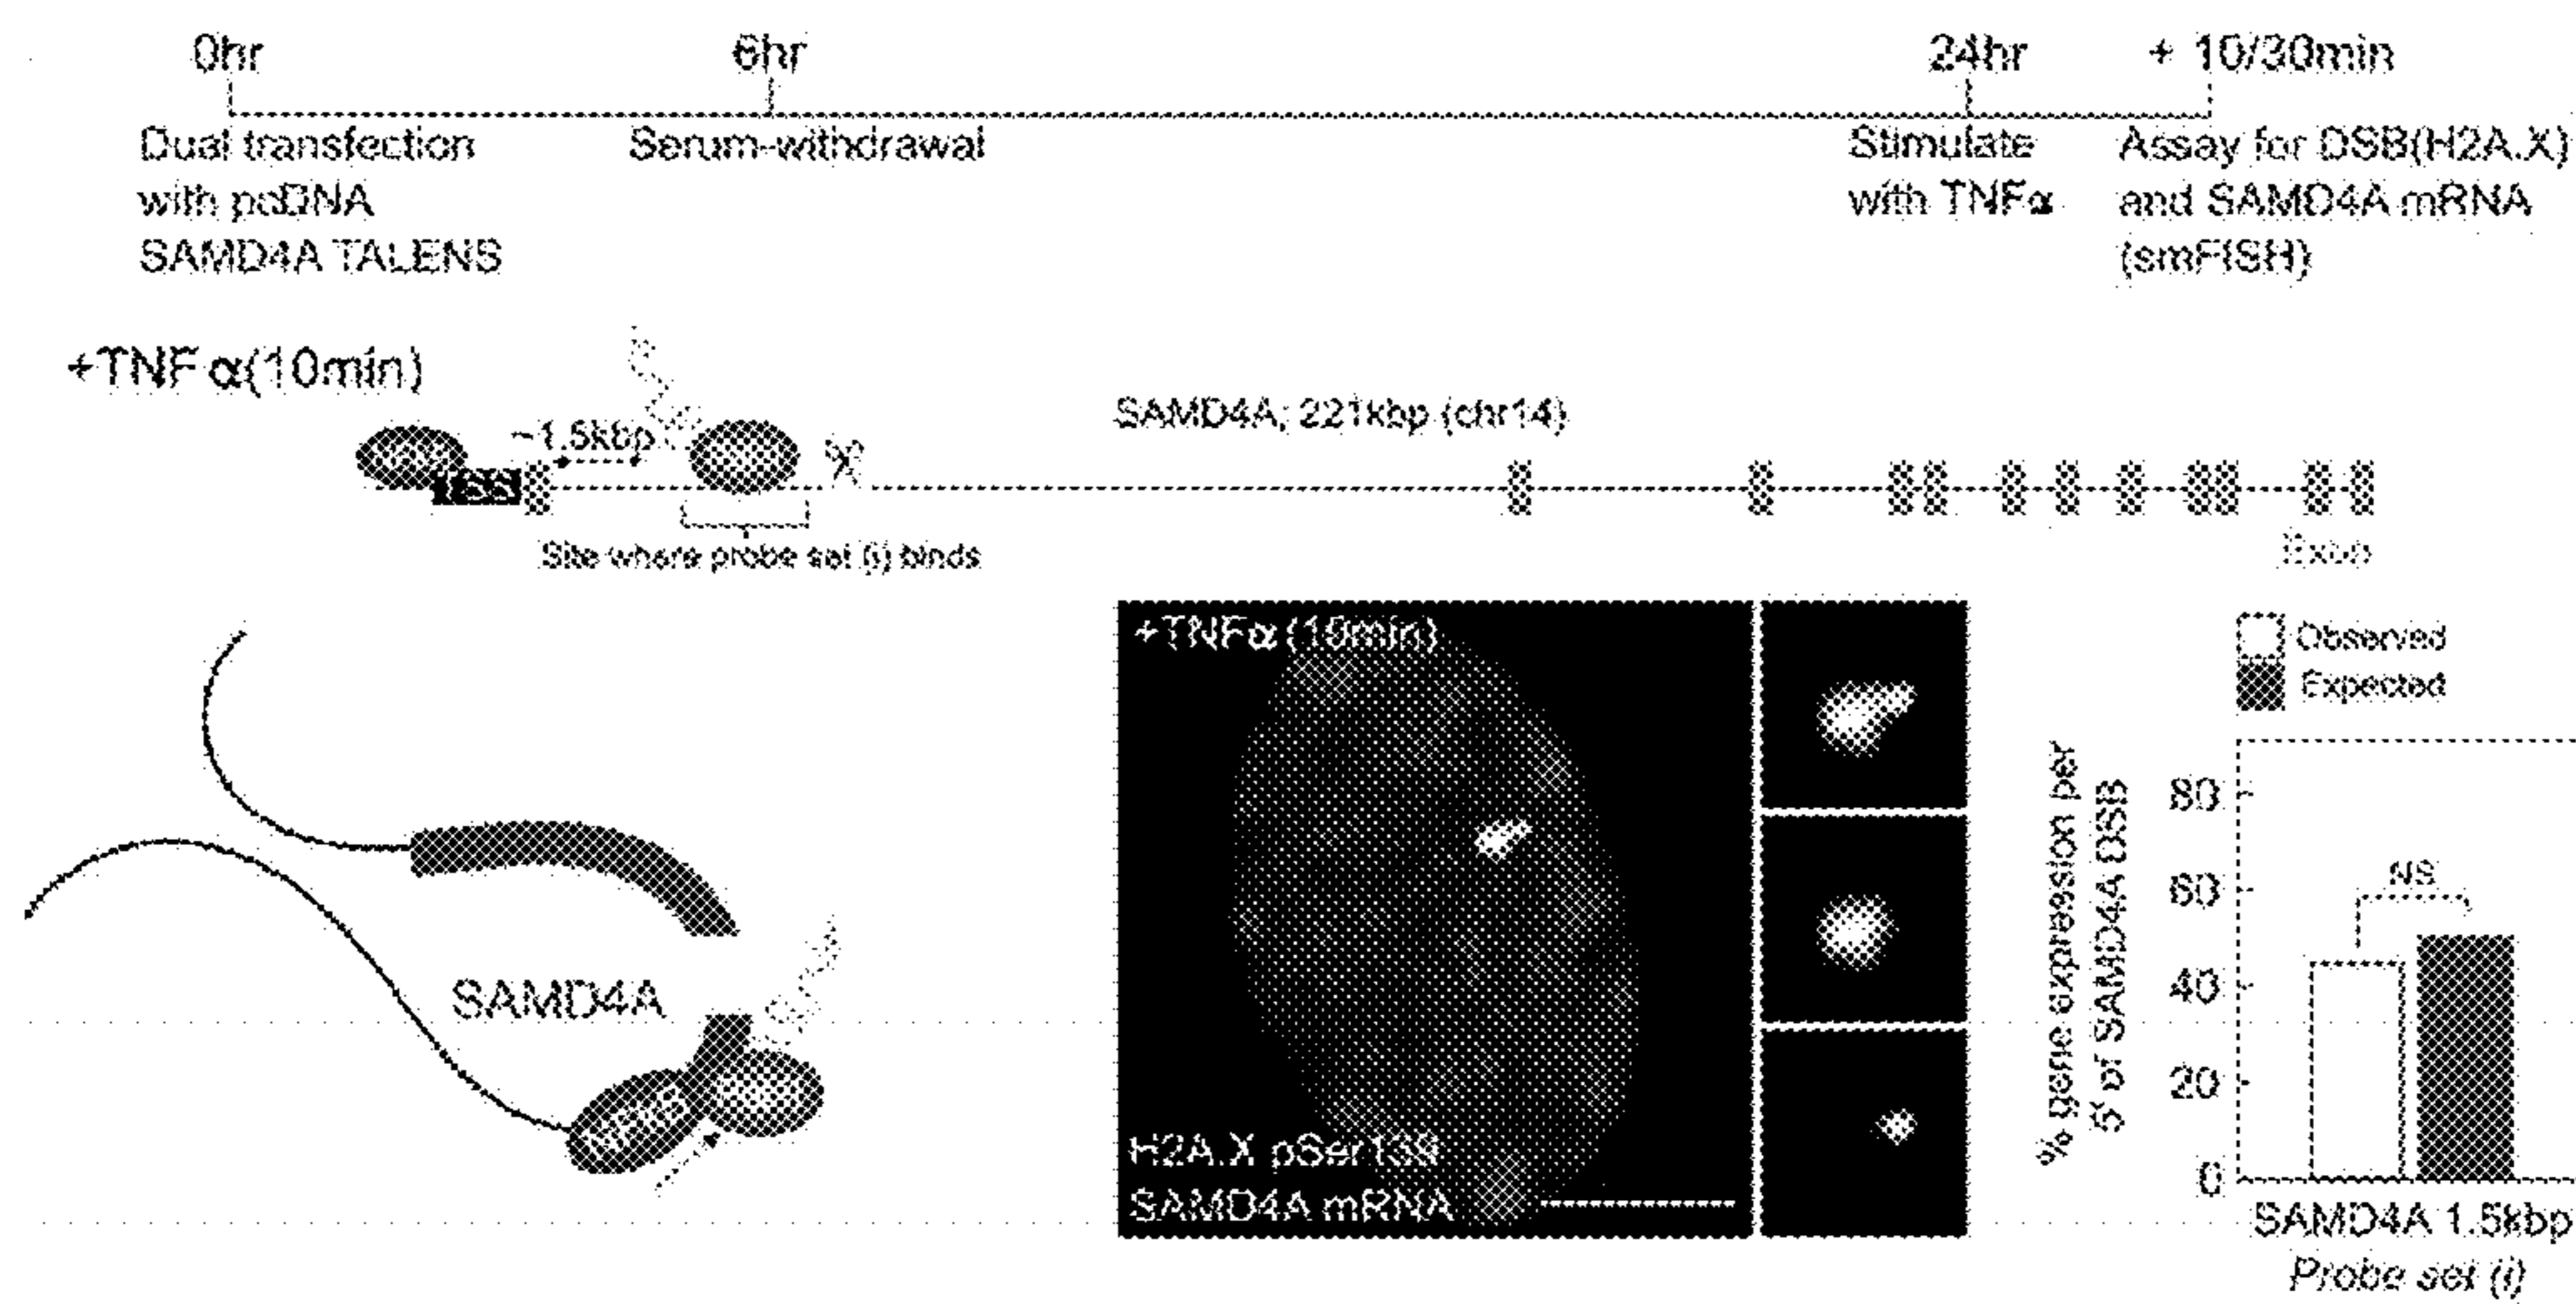 0hr
6hr
24hr
+ 10/30min
Dual transfection
with pcDNA
SAMD4A TALENS
Serum-withdrawal
Stimulate
with TNFα
Assay for DSB(H2A.X)
and SAMD4A mRNA
(smFISH)
+TNF α(10min)
~1.5kbp
SAMD4A; 221kbp (chr14)
TSS
Site where probe set (i) binds
Exon
+TNFα (10min)
H2A.X pSer139
SAMD4A mRNA
SAMD4A
Observed
Expected
% gene expression per
5' of SAMD4A DSB
80
60
40
20
0
NS
SAMD4A 1.5kbp
Probe set (i)